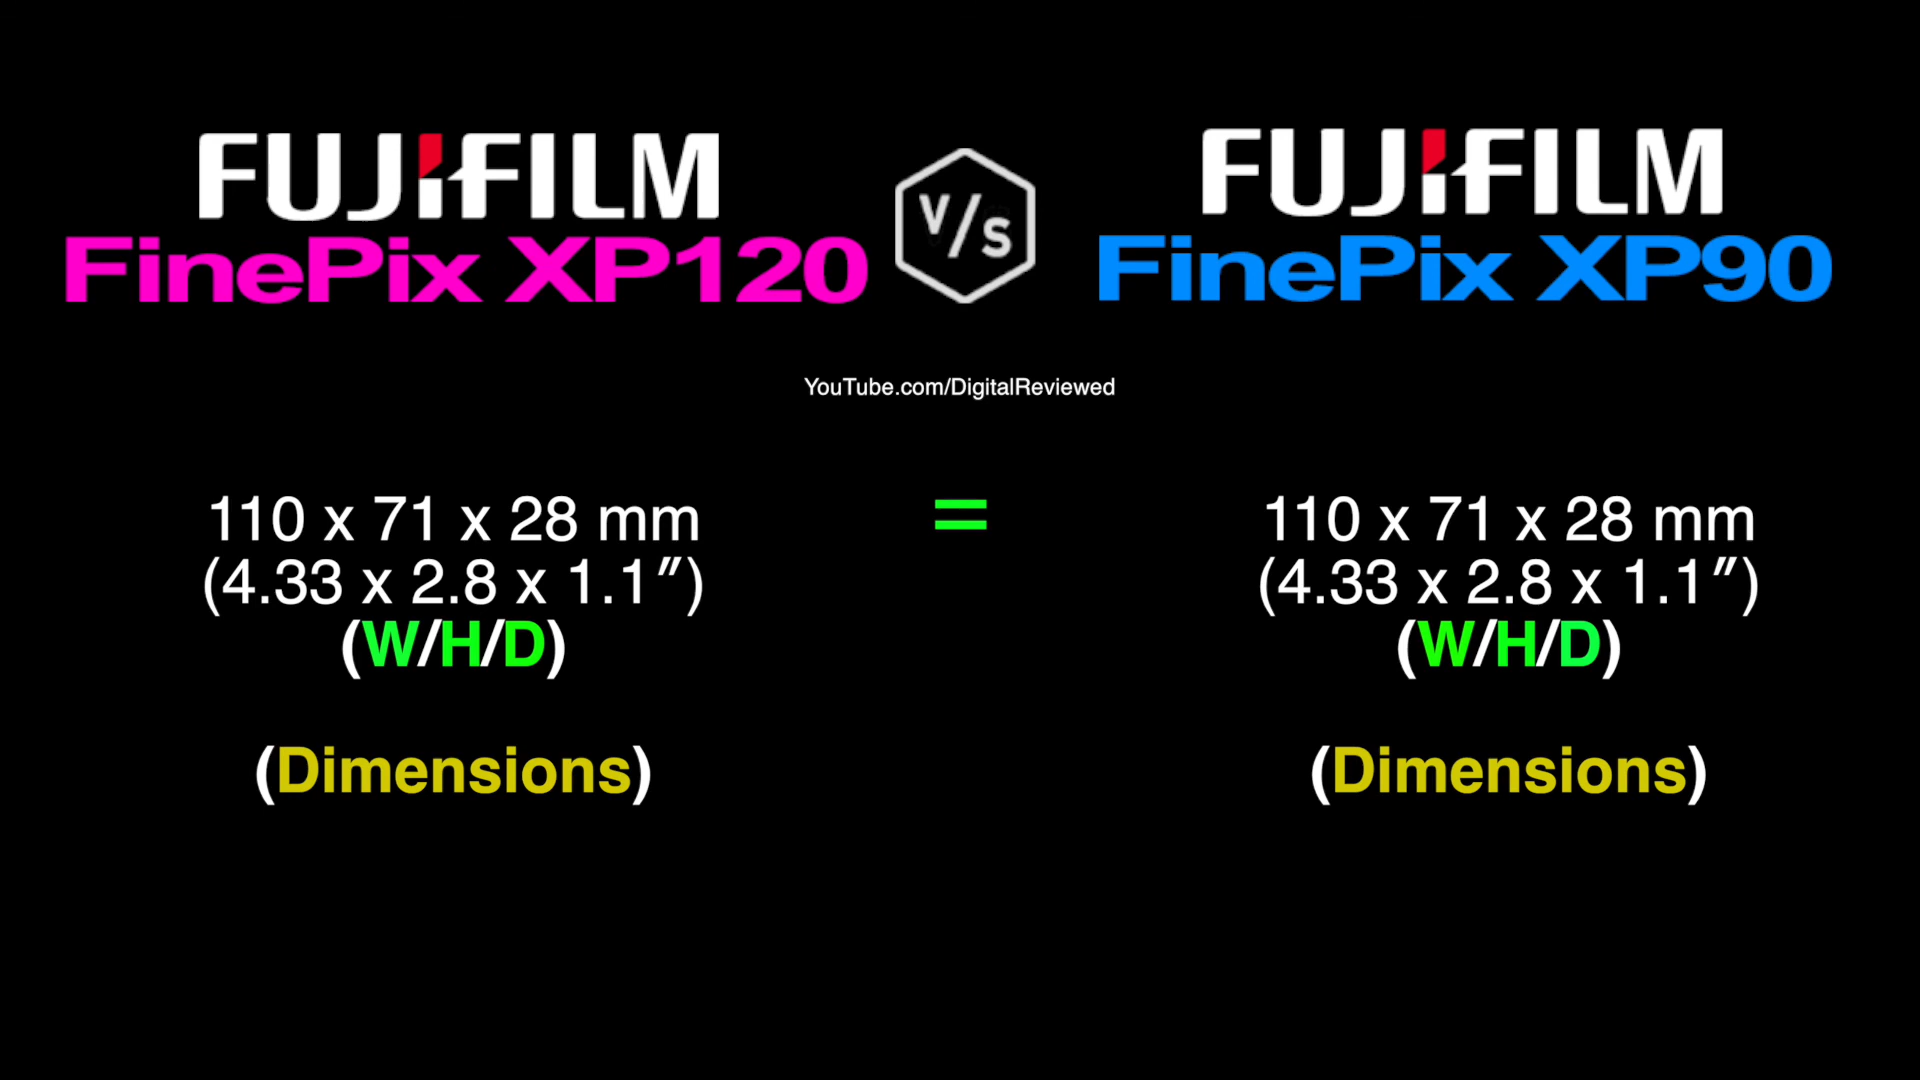 FUJIFILM
FinePix XP120
V/S
FUJIFILM
FinePix XP90
YouTube.com/DigitalReviewed
110 x 71 x 28 mm
(4.33 x 2.8 x 1.1″)
(W/H/D)
(Dimensions)
=
110 x 71 x 28 mm
(4.33 x 2.8 x 1.1″)
(W/H/D)
(Dimensions)